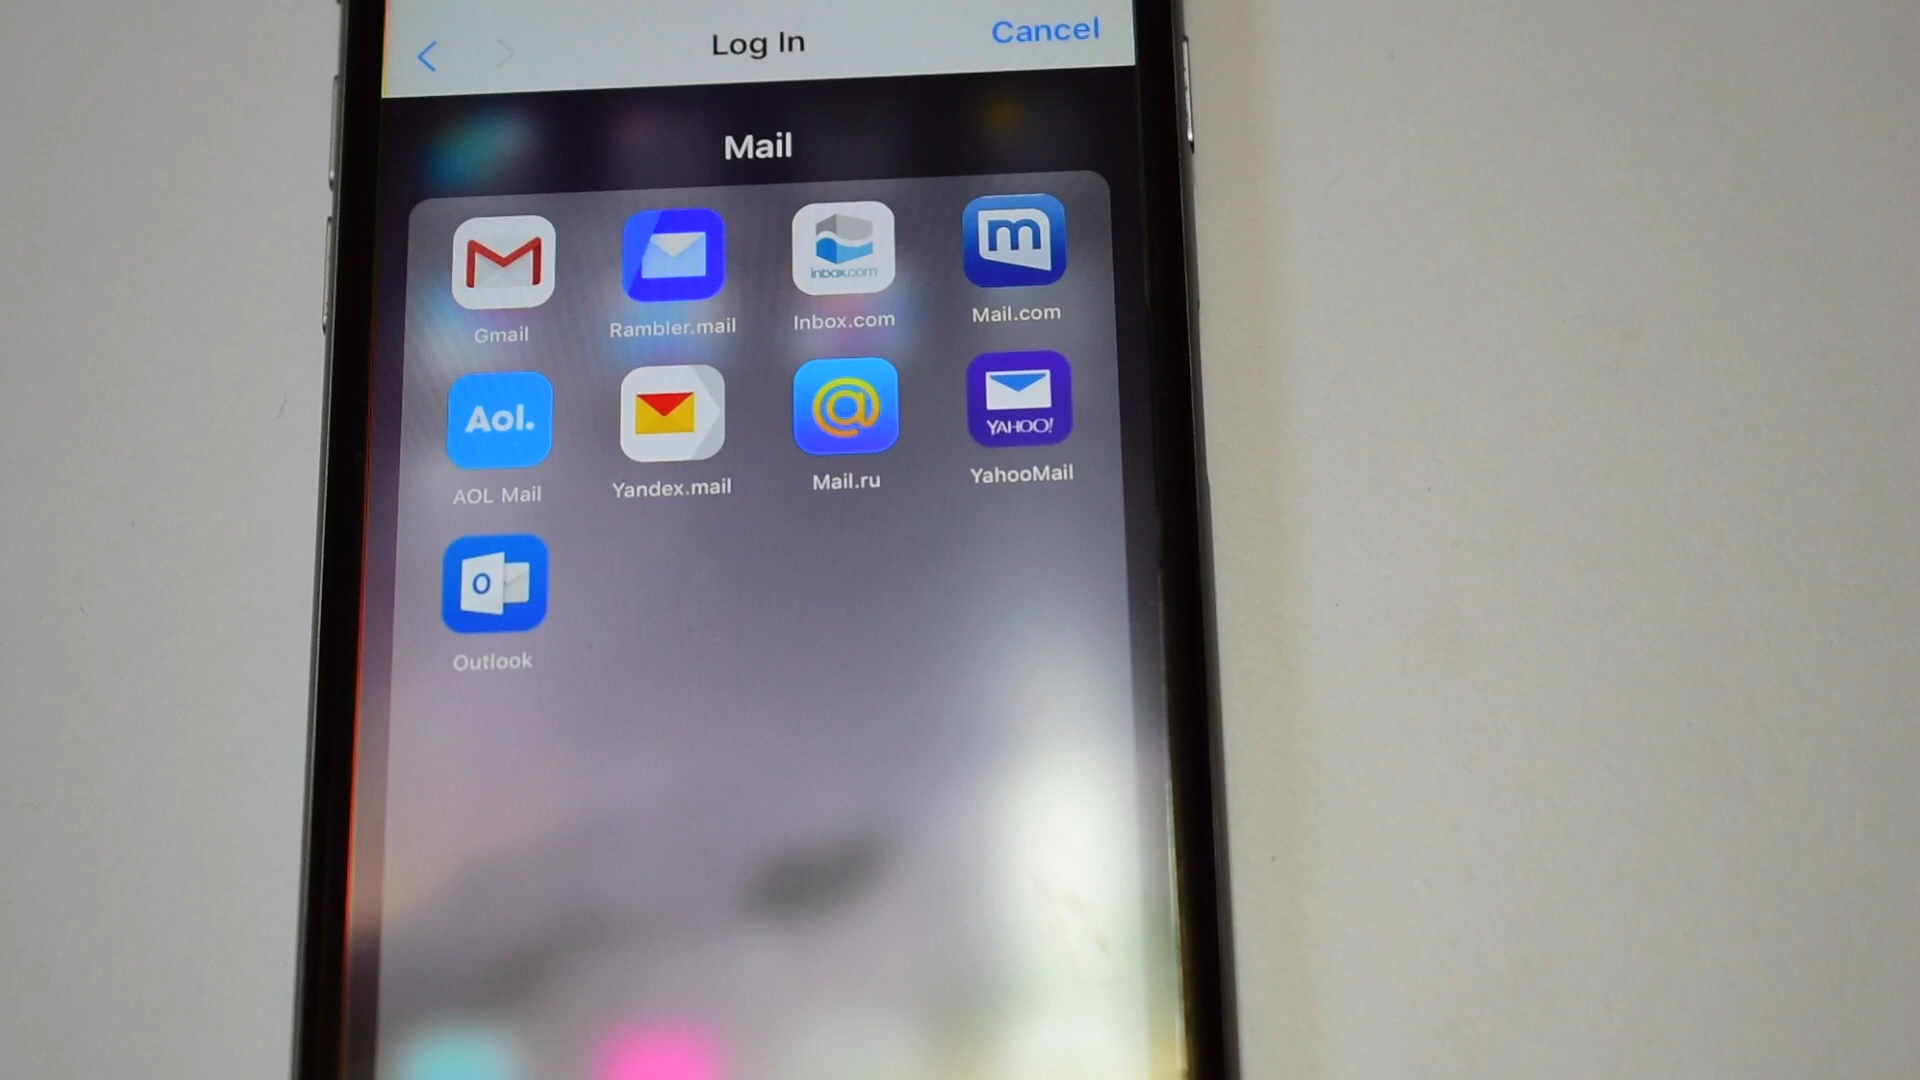 Log In
Cancel
Mail
inbox.com
m
Gmail
Rambler.mail
Inbox.com
Mail.com
Aol.
YAHOO!
AOL Mail
Yandex.mail
Mail.ru
YahooMail
O
Outlook